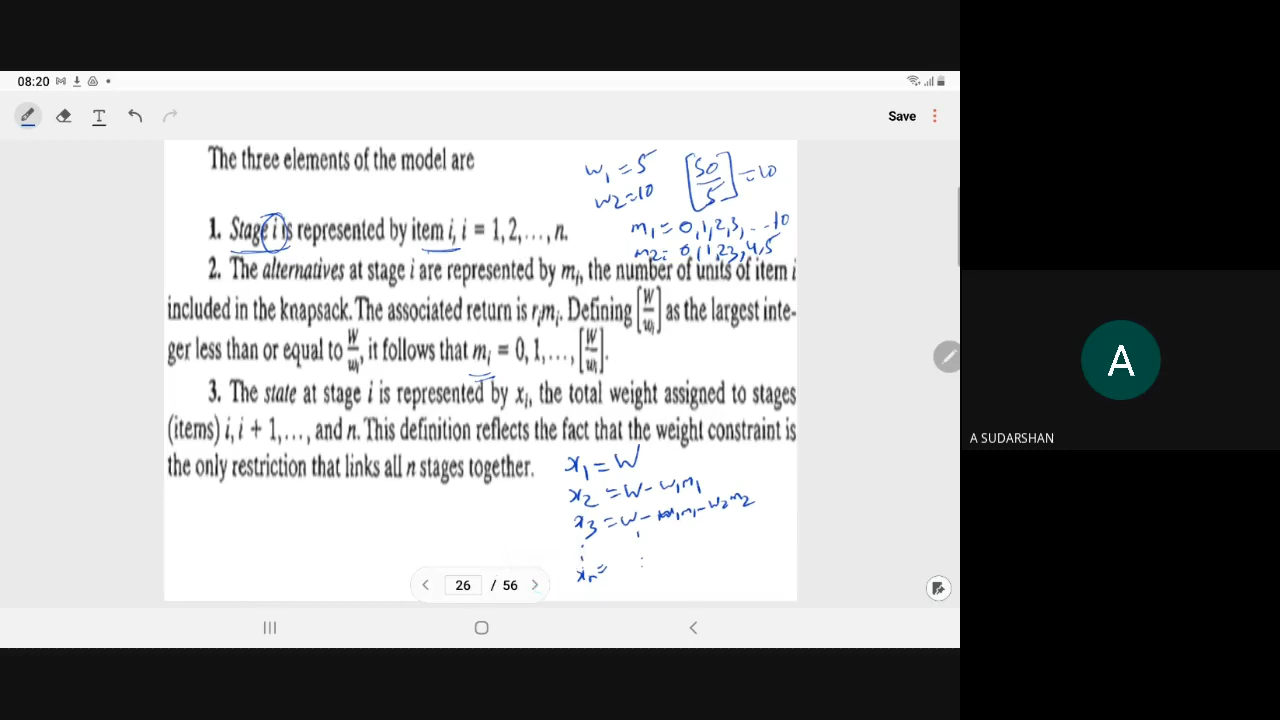 08:20
Save
The three elements of the model are
w₁ = 5
w2 = 10
[50/5] = 10
1. Stage i is represented by item i, i = 1, 2, ..., n.
m₁ = 0, 1, 2, 3, ... 10
m2 = 0, 1, 2 3, 4, 5
2. The alternatives at stage i are represented by mᵢ, the number of units of item i
included in the knapsack. The associated return is rᵢmᵢ. Defining [W/wᵢ] as the largest inte-
ger less than or equal to W/wᵢ, it follows that mᵢ = 0, 1, ..., [W/wᵢ].
3. The state at stage i is represented by xᵢ, the total weight assigned to stages
(items) i, i + 1, ..., and n. This definition reflects the fact that the weight constraint is
the only restriction that links all n stages together.
x₁ = W
x2 = W - w₁m₁
x3 = W - w₁m₁ - w2m2
xn =
26 / 56
A
A SUDARSHAN